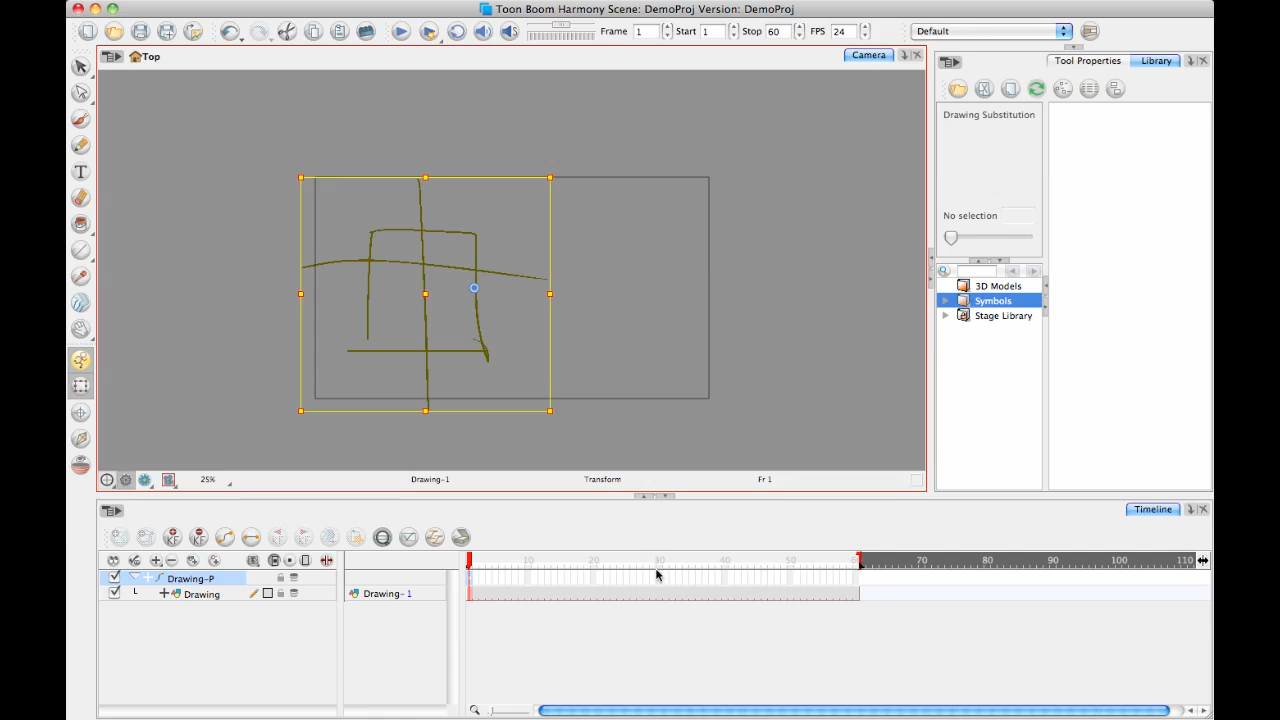 Toon Boom Harmony Scene: DemoProj Version: DemoProj
Frame 1 Start 1 Stop 60 FPS 24 Default
Top
Camera
Tool Properties
Library
Drawing Substitution
No selection
3D Models
Symbols
Stage Library
25%
Drawing-1
Transform
Fr 1
Timeline
10 20 30 40 50 70 80 90 100 110
Drawing-P
Drawing
Drawing- 1
T
KF
KF